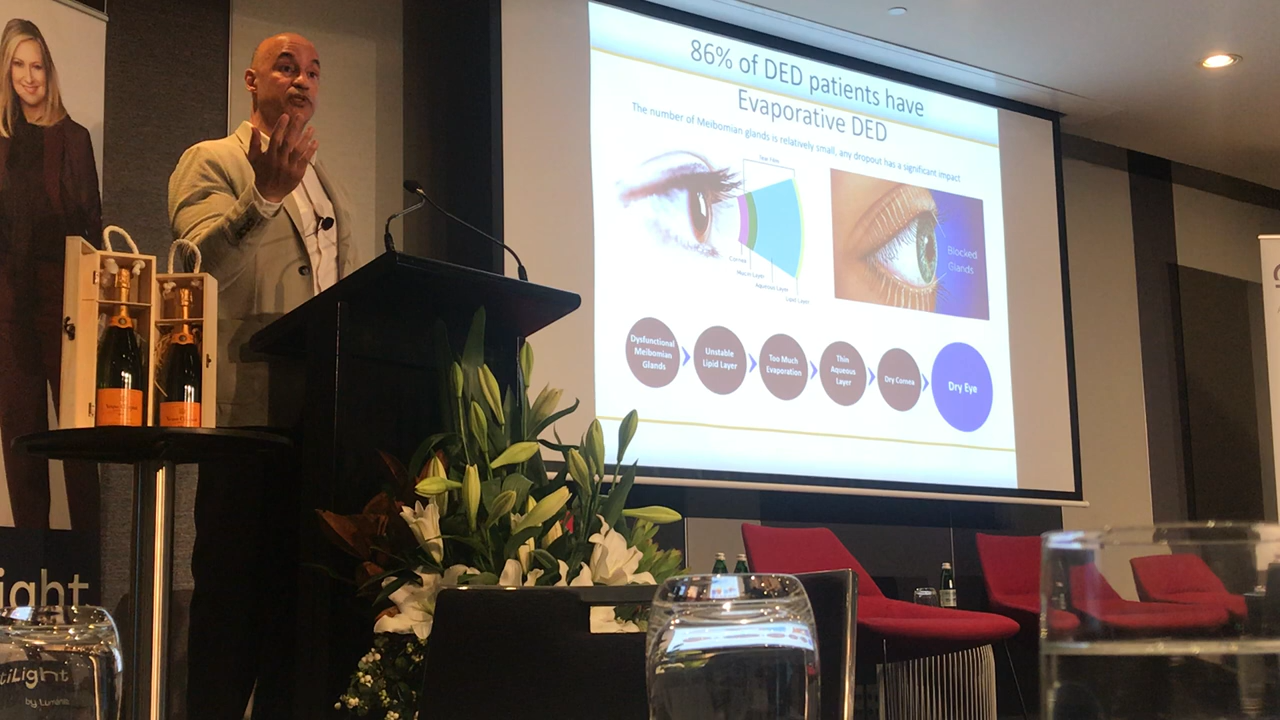 86% of DED patients have
Evaporative DED
The number of Meibomian glands is relatively small, any dropout has a significant impact
Tear Film
Cornea
Mucin Layer
Aqueous Layer
Lipid Layer
Blocked
Glands
Dysfunctional
Meibomian
Glands
Unstable
Lipid Layer
Too Much
Evaporation
Thin
Aqueous
Layer
Dry Cornea
Dry Eye
ight
tiLight
by Lumenis